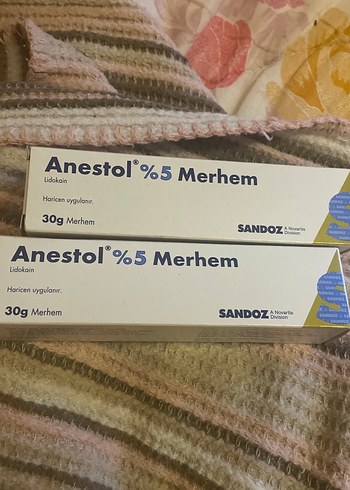 Anestol® %5 Merhem
Lidokain
Haricen uygulanır.
30g Merhem
SANDOZ A Novartis
Division
Anestol® %5 Merhem
Lidokain
Haricen uygulanır.
30g Merhem
SANDOZ A Novartis
Division